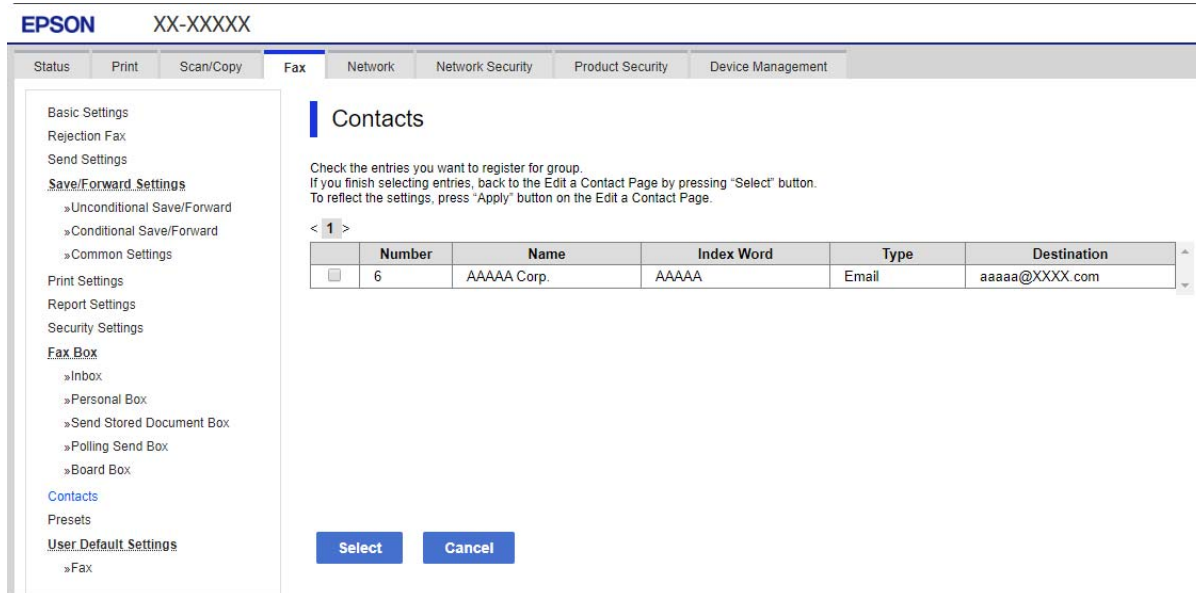 EPSON XX-XXXXX
Status Print Scan/Copy Fax Network Network Security Product Security Device Management
Basic Settings
Rejection Fax
Send Settings
Save/Forward Settings
»Unconditional Save/Forward
»Conditional Save/Forward
»Common Settings
Print Settings
Report Settings
Security Settings
Fax Box
»Inbox
»Personal Box
»Send Stored Document Box
»Polling Send Box
»Board Box
Contacts
Presets
User Default Settings
»Fax
Contacts
Check the entries you want to register for group.
If you finish selecting entries, back to the Edit a Contact Page by pressing “Select” button.
To reflect the settings, press “Apply” button on the Edit a Contact Page.
< 1 >
Number Name Index Word Type Destination
6 AAAAA Corp. AAAAA Email aaaaa@XXXX.com
Select Cancel